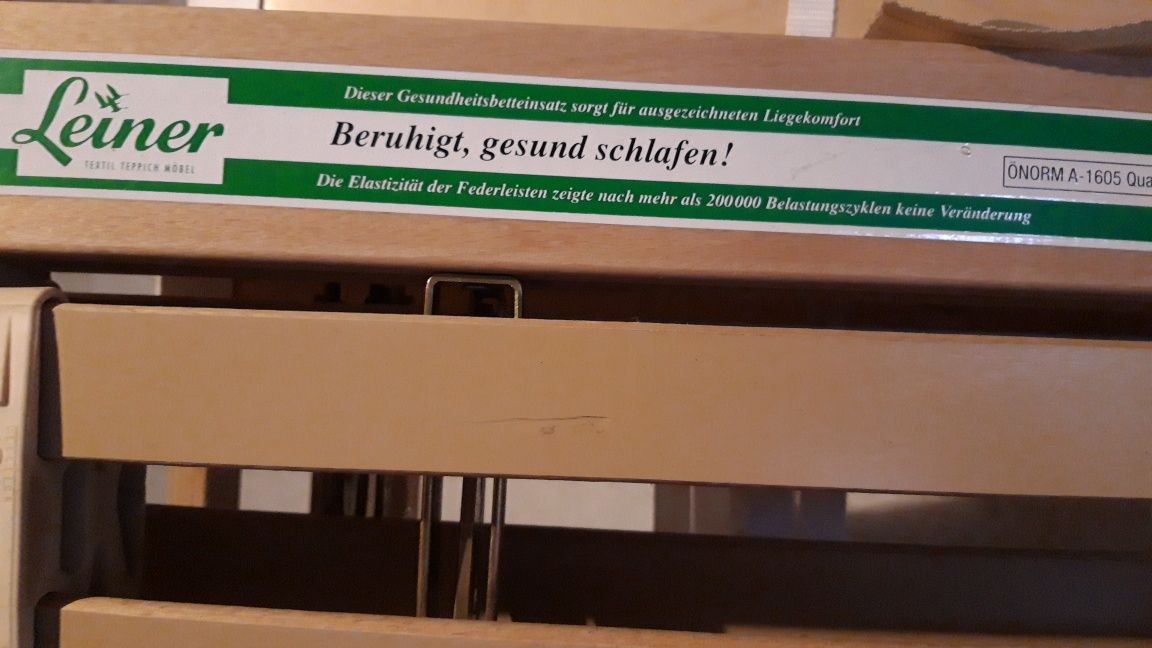 Leiner
TEXTIL TEPPICH MÖBEL
Dieser Gesundheitsbetteinsatz sorgt für ausgezeichneten Liegekomfort
Beruhigt, gesund schlafen!
Die Elastizität der Federleisten zeigte nach mehr als 200000 Belastungszyklen keine Veränderung
ÖNORM A-1605 Qua